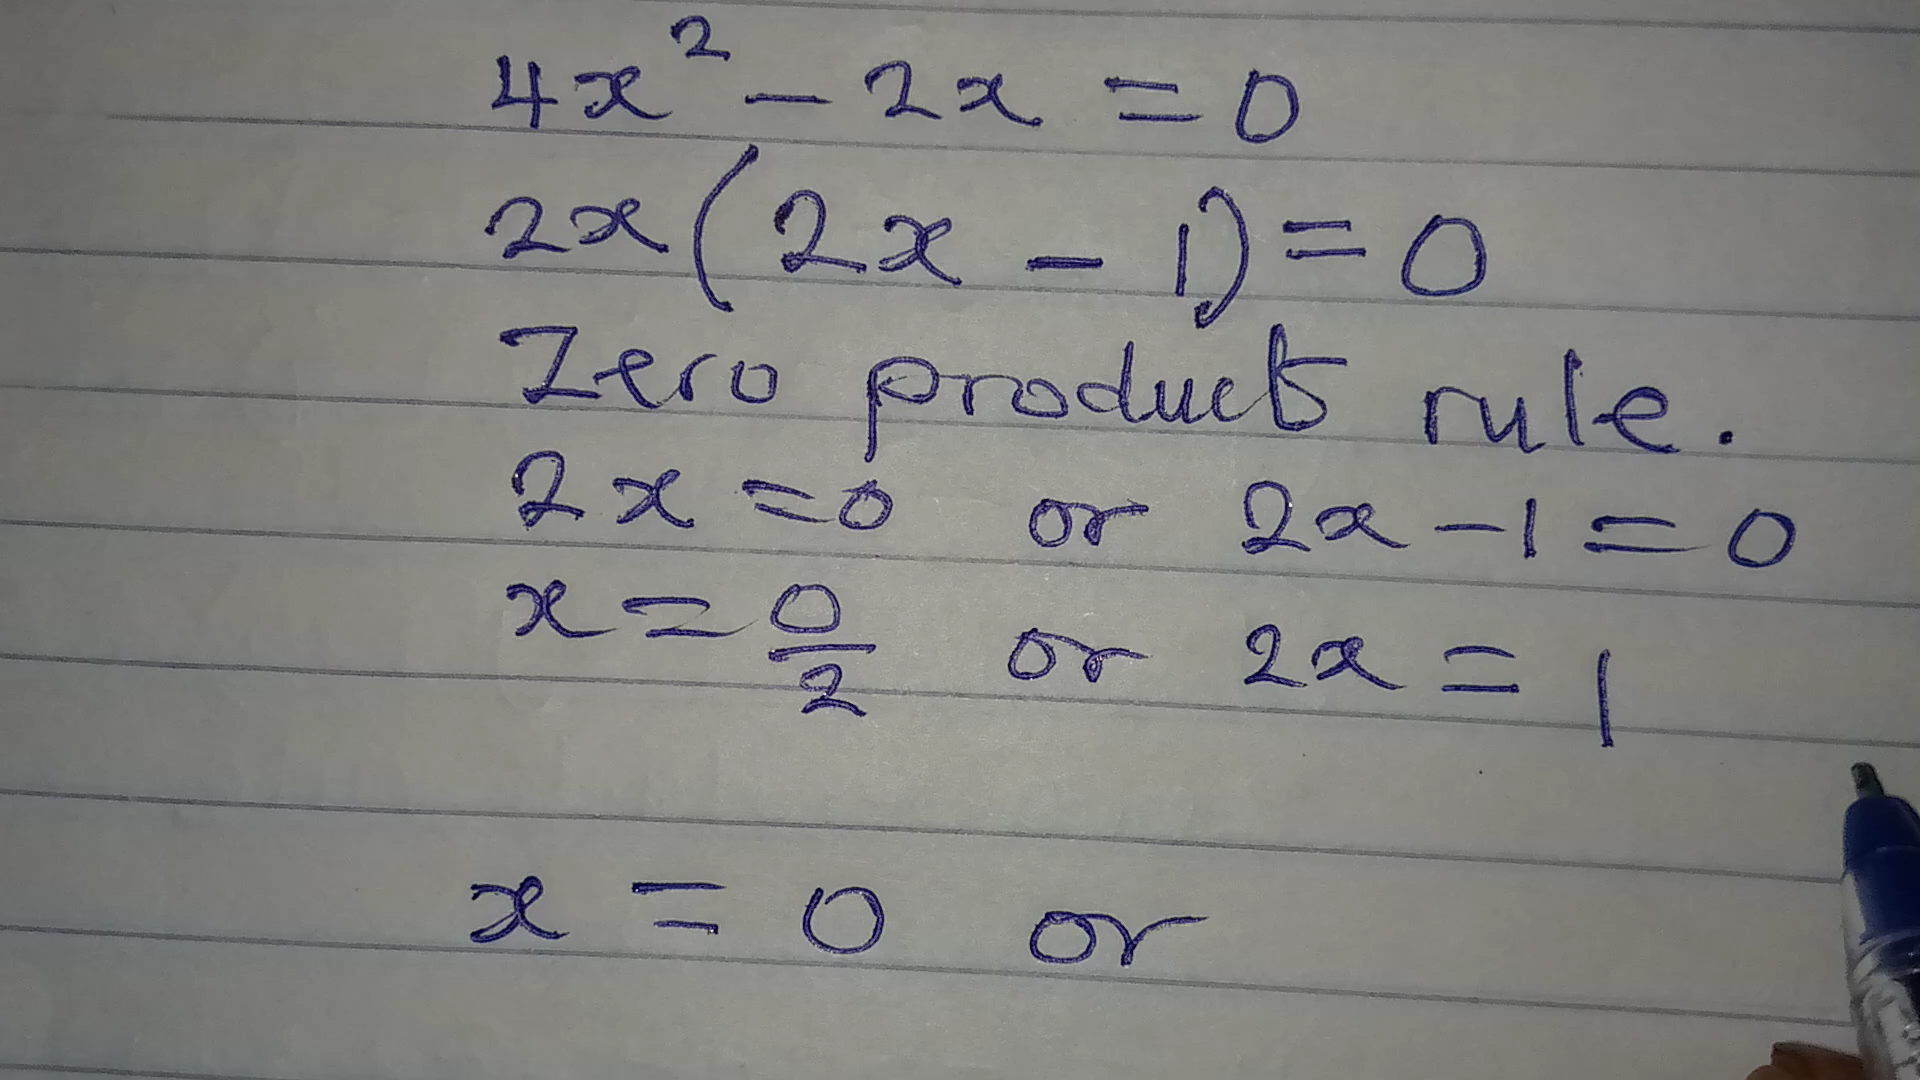 4x² - 2x = 0
2x(2x - 1) = 0
Zero product rule.
2x = 0 or 2x - 1 = 0
x = 0/2 or 2x = 1
x = 0 or